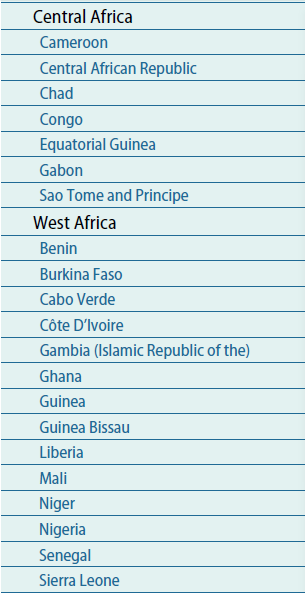 Central Africa
Cameroon
Central African Republic
Chad
Congo
Equatorial Guinea
Gabon
Sao Tome and Principe
West Africa
Benin
Burkina Faso
Cabo Verde
Côte D’Ivoire
Gambia (Islamic Republic of the)
Ghana
Guinea
Guinea Bissau
Liberia
Mali
Niger
Nigeria
Senegal
Sierra Leone